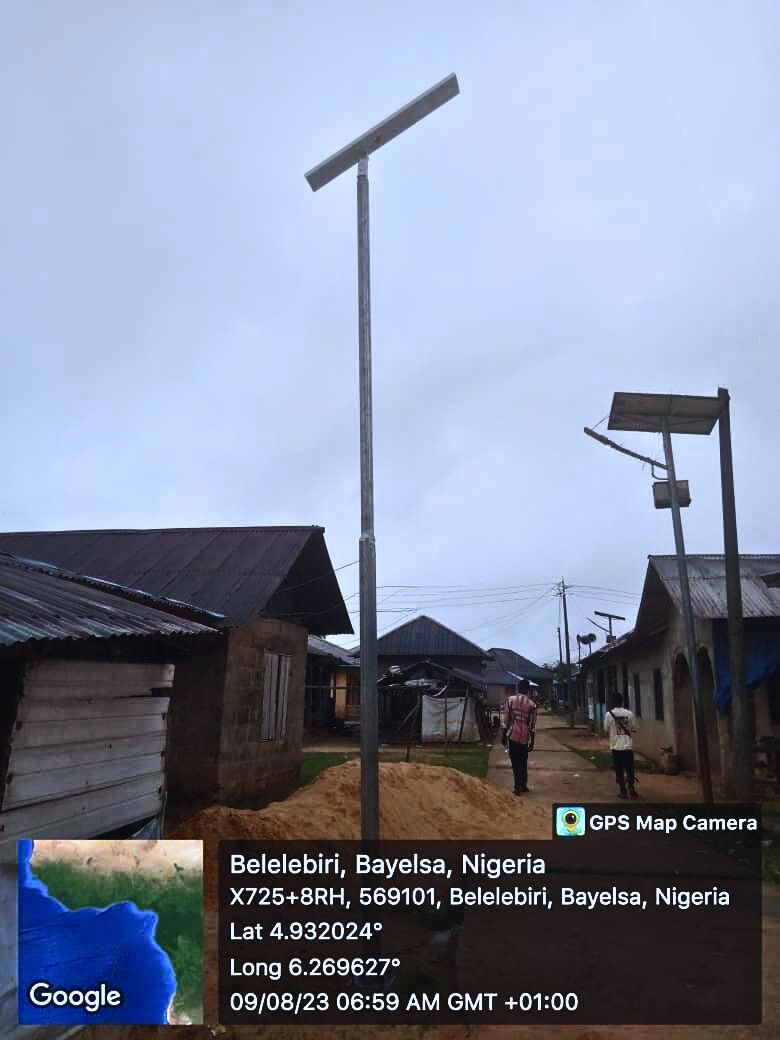 GPS Map Camera
Belelebiri, Bayelsa, Nigeria
X725+8RH, 569101, Belelebiri, Bayelsa, Nigeria
Lat 4.932024°
Long 6.269627°
09/08/23 06:59 AM GMT +01:00
Google